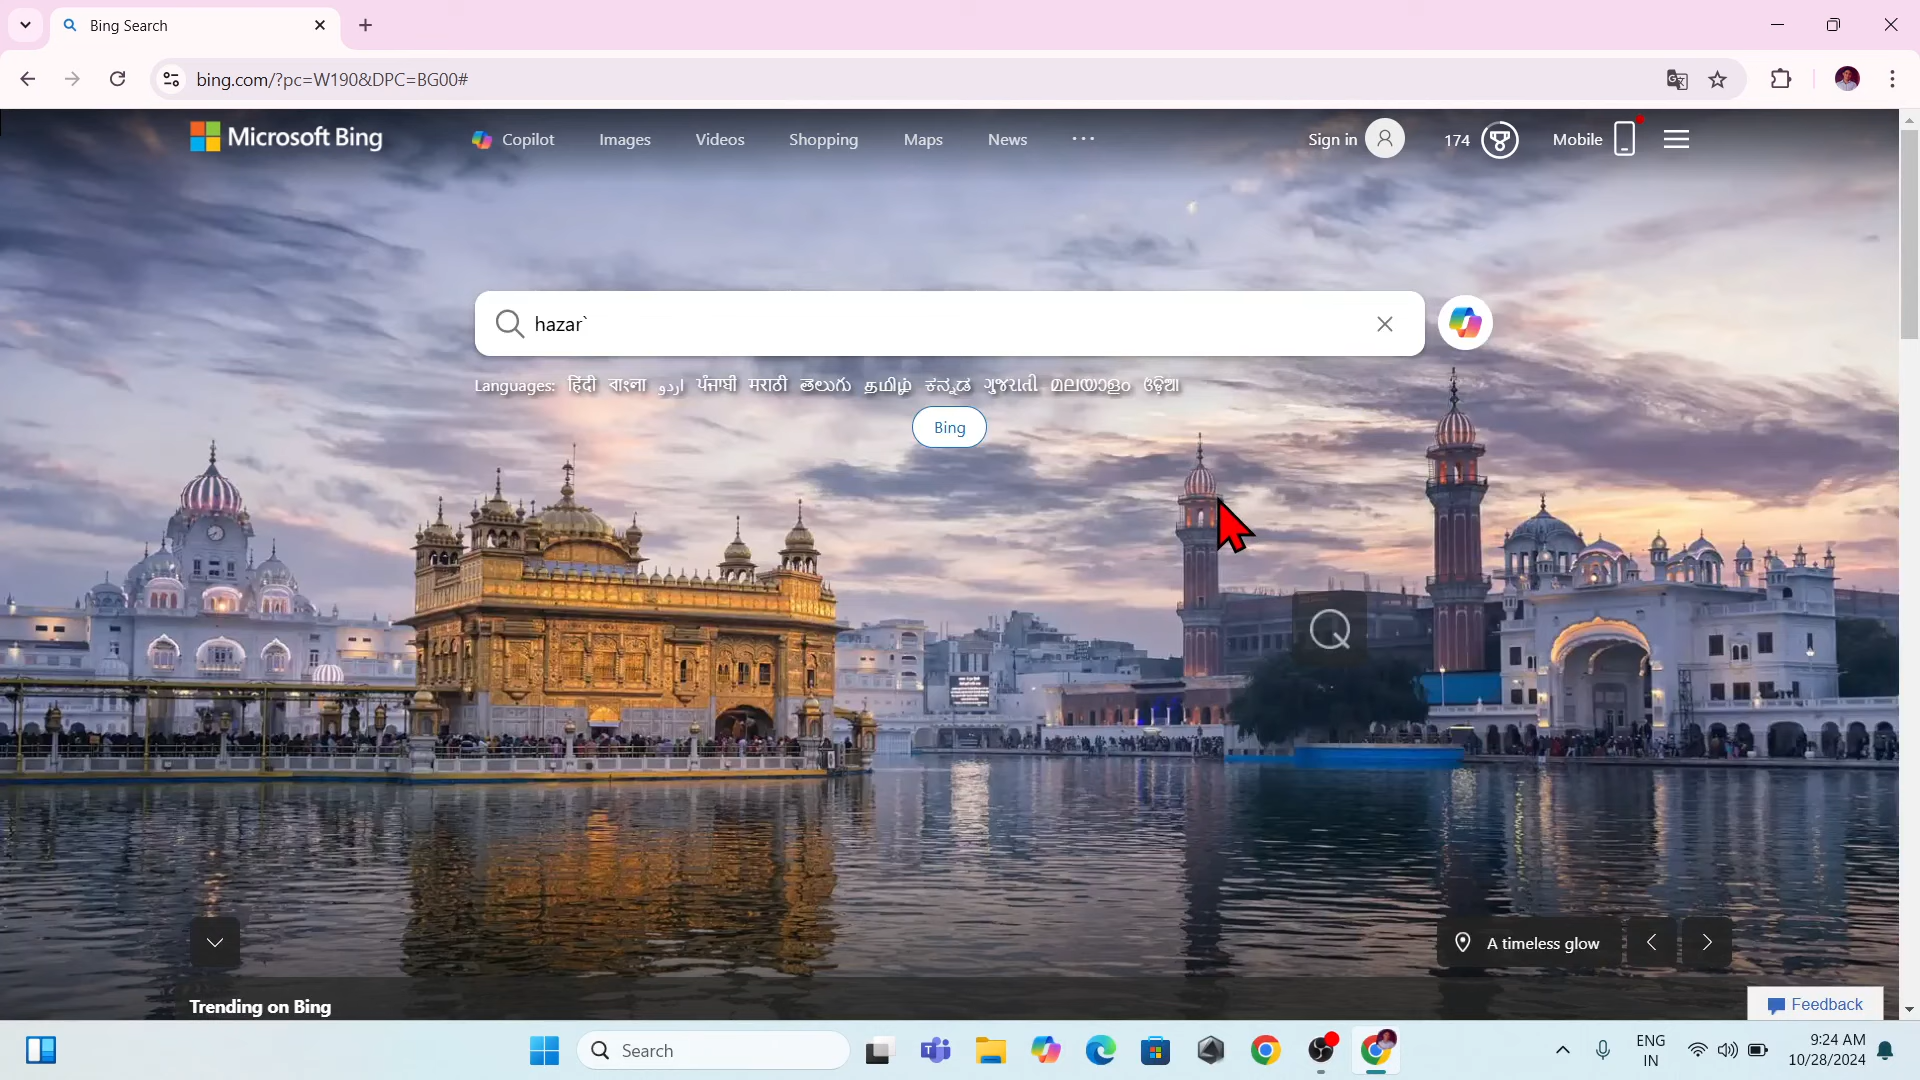 Bing Search
bing.com/?pc=W190&DPC=BG00#
Microsoft Bing
Copilot Images Videos Shopping Maps News ··· Sign in 174 Mobile
hazar`
Languages: हिंदी বাংলা اردو ਪੰਜਾਬੀ मराठी తెలుగు தமிழ் ಕನ್ನಡ ગુજરાતી മലയാളം ଓଡ଼ିଆ
Bing
A timeless glow
Trending on Bing
Feedback
Search
ENG
IN
9:24 AM
10/28/2024